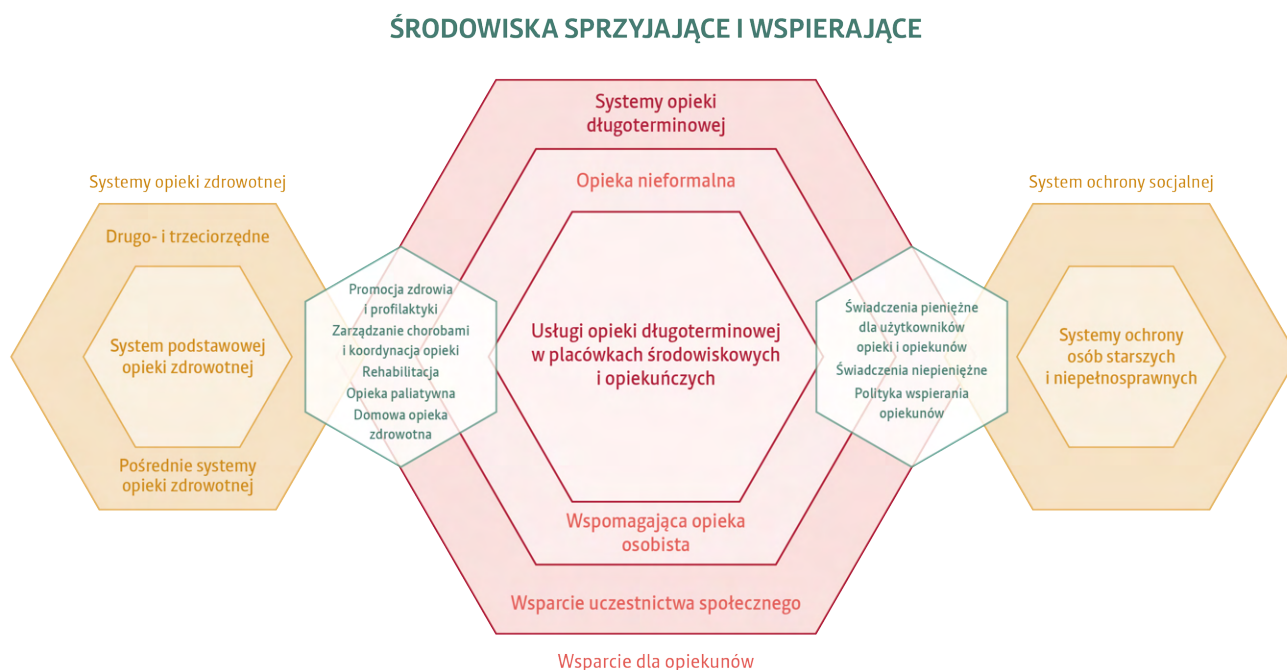 ŚRODOWISKA SPRZYJAJĄCE I WSPIERAJĄCE
Systemy opieki zdrowotnej
Drugo- i trzeciorzędne
System podstawowej
opieki zdrowotnej
Pośrednie systemy
opieki zdrowotnej
Promocja zdrowia
i profilaktyki
Zarządzanie chorobami
i koordynacja opieki
Rehabilitacja
Opieka paliatywna
Domowa opieka
zdrowotna
Systemy opieki
długoterminowej
Opieka nieformalna
Usługi opieki długoterminowej
w placówkach środowiskowych
i opiekuńczych
Wspomagająca opieka
osobista
Wsparcie uczestnictwa społecznego
Wsparcie dla opiekunów
Świadczenia pieniężne
dla użytkowników
opieki i opiekunów
Świadczenia niepieniężne
Polityka wspierania
opiekunów
System ochrony socjalnej
Systemy ochrony
osób starszych
i niepełnosprawnych